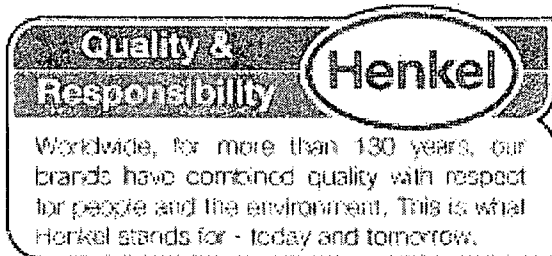 Quality &
Responsibility
Henkel
Worldwide, for more than 130 years, our
brands have combined quality with respect
for people and the environment. This is what
Henkel stands for - today and tomorrow.